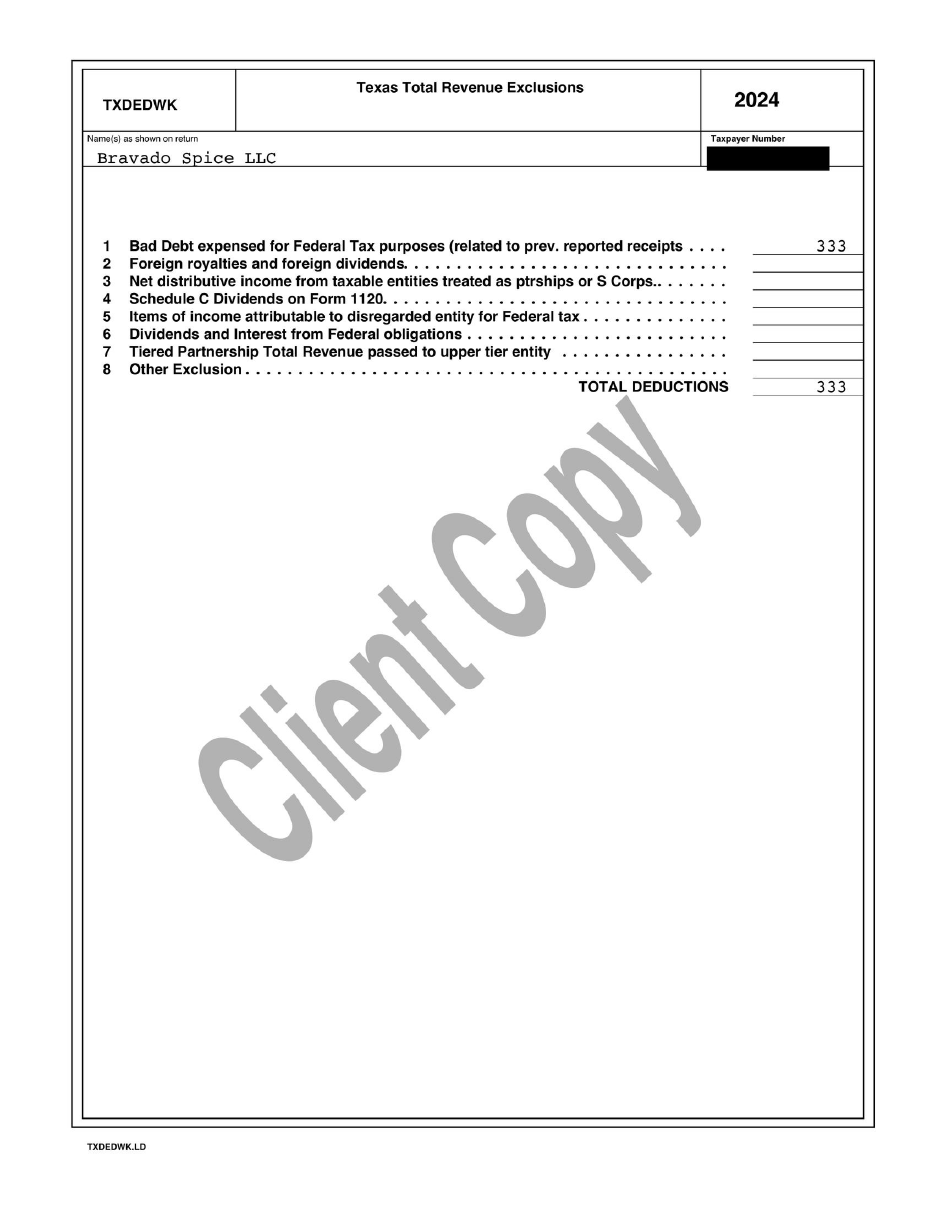 TXDEDWK
Texas Total Revenue Exclusions
2024
Name(s) as shown on return
Taxpayer Number
Bravado Spice LLC
1 Bad Debt expensed for Federal Tax purposes (related to prev. reported receipts . . . . 333
2 Foreign royalties and foreign dividends. . . . . . . . . . . . . . . . . . . . . . . . . . . . . . .
3 Net distributive income from taxable entities treated as ptrships or S Corps.. . . . . . .
4 Schedule C Dividends on Form 1120. . . . . . . . . . . . . . . . . . . . . . . . . . . . . . . . .
5 Items of income attributable to disregarded entity for Federal tax . . . . . . . . . . . . . .
6 Dividends and Interest from Federal obligations . . . . . . . . . . . . . . . . . . . . . . . . .
7 Tiered Partnership Total Revenue passed to upper tier entity . . . . . . . . . . . . . . . .
8 Other Exclusion . . . . . . . . . . . . . . . . . . . . . . . . . . . . . . . . . . . . . . . . . . . . . .
TOTAL DEDUCTIONS 333
Client Copy
TXDEDWK.LD